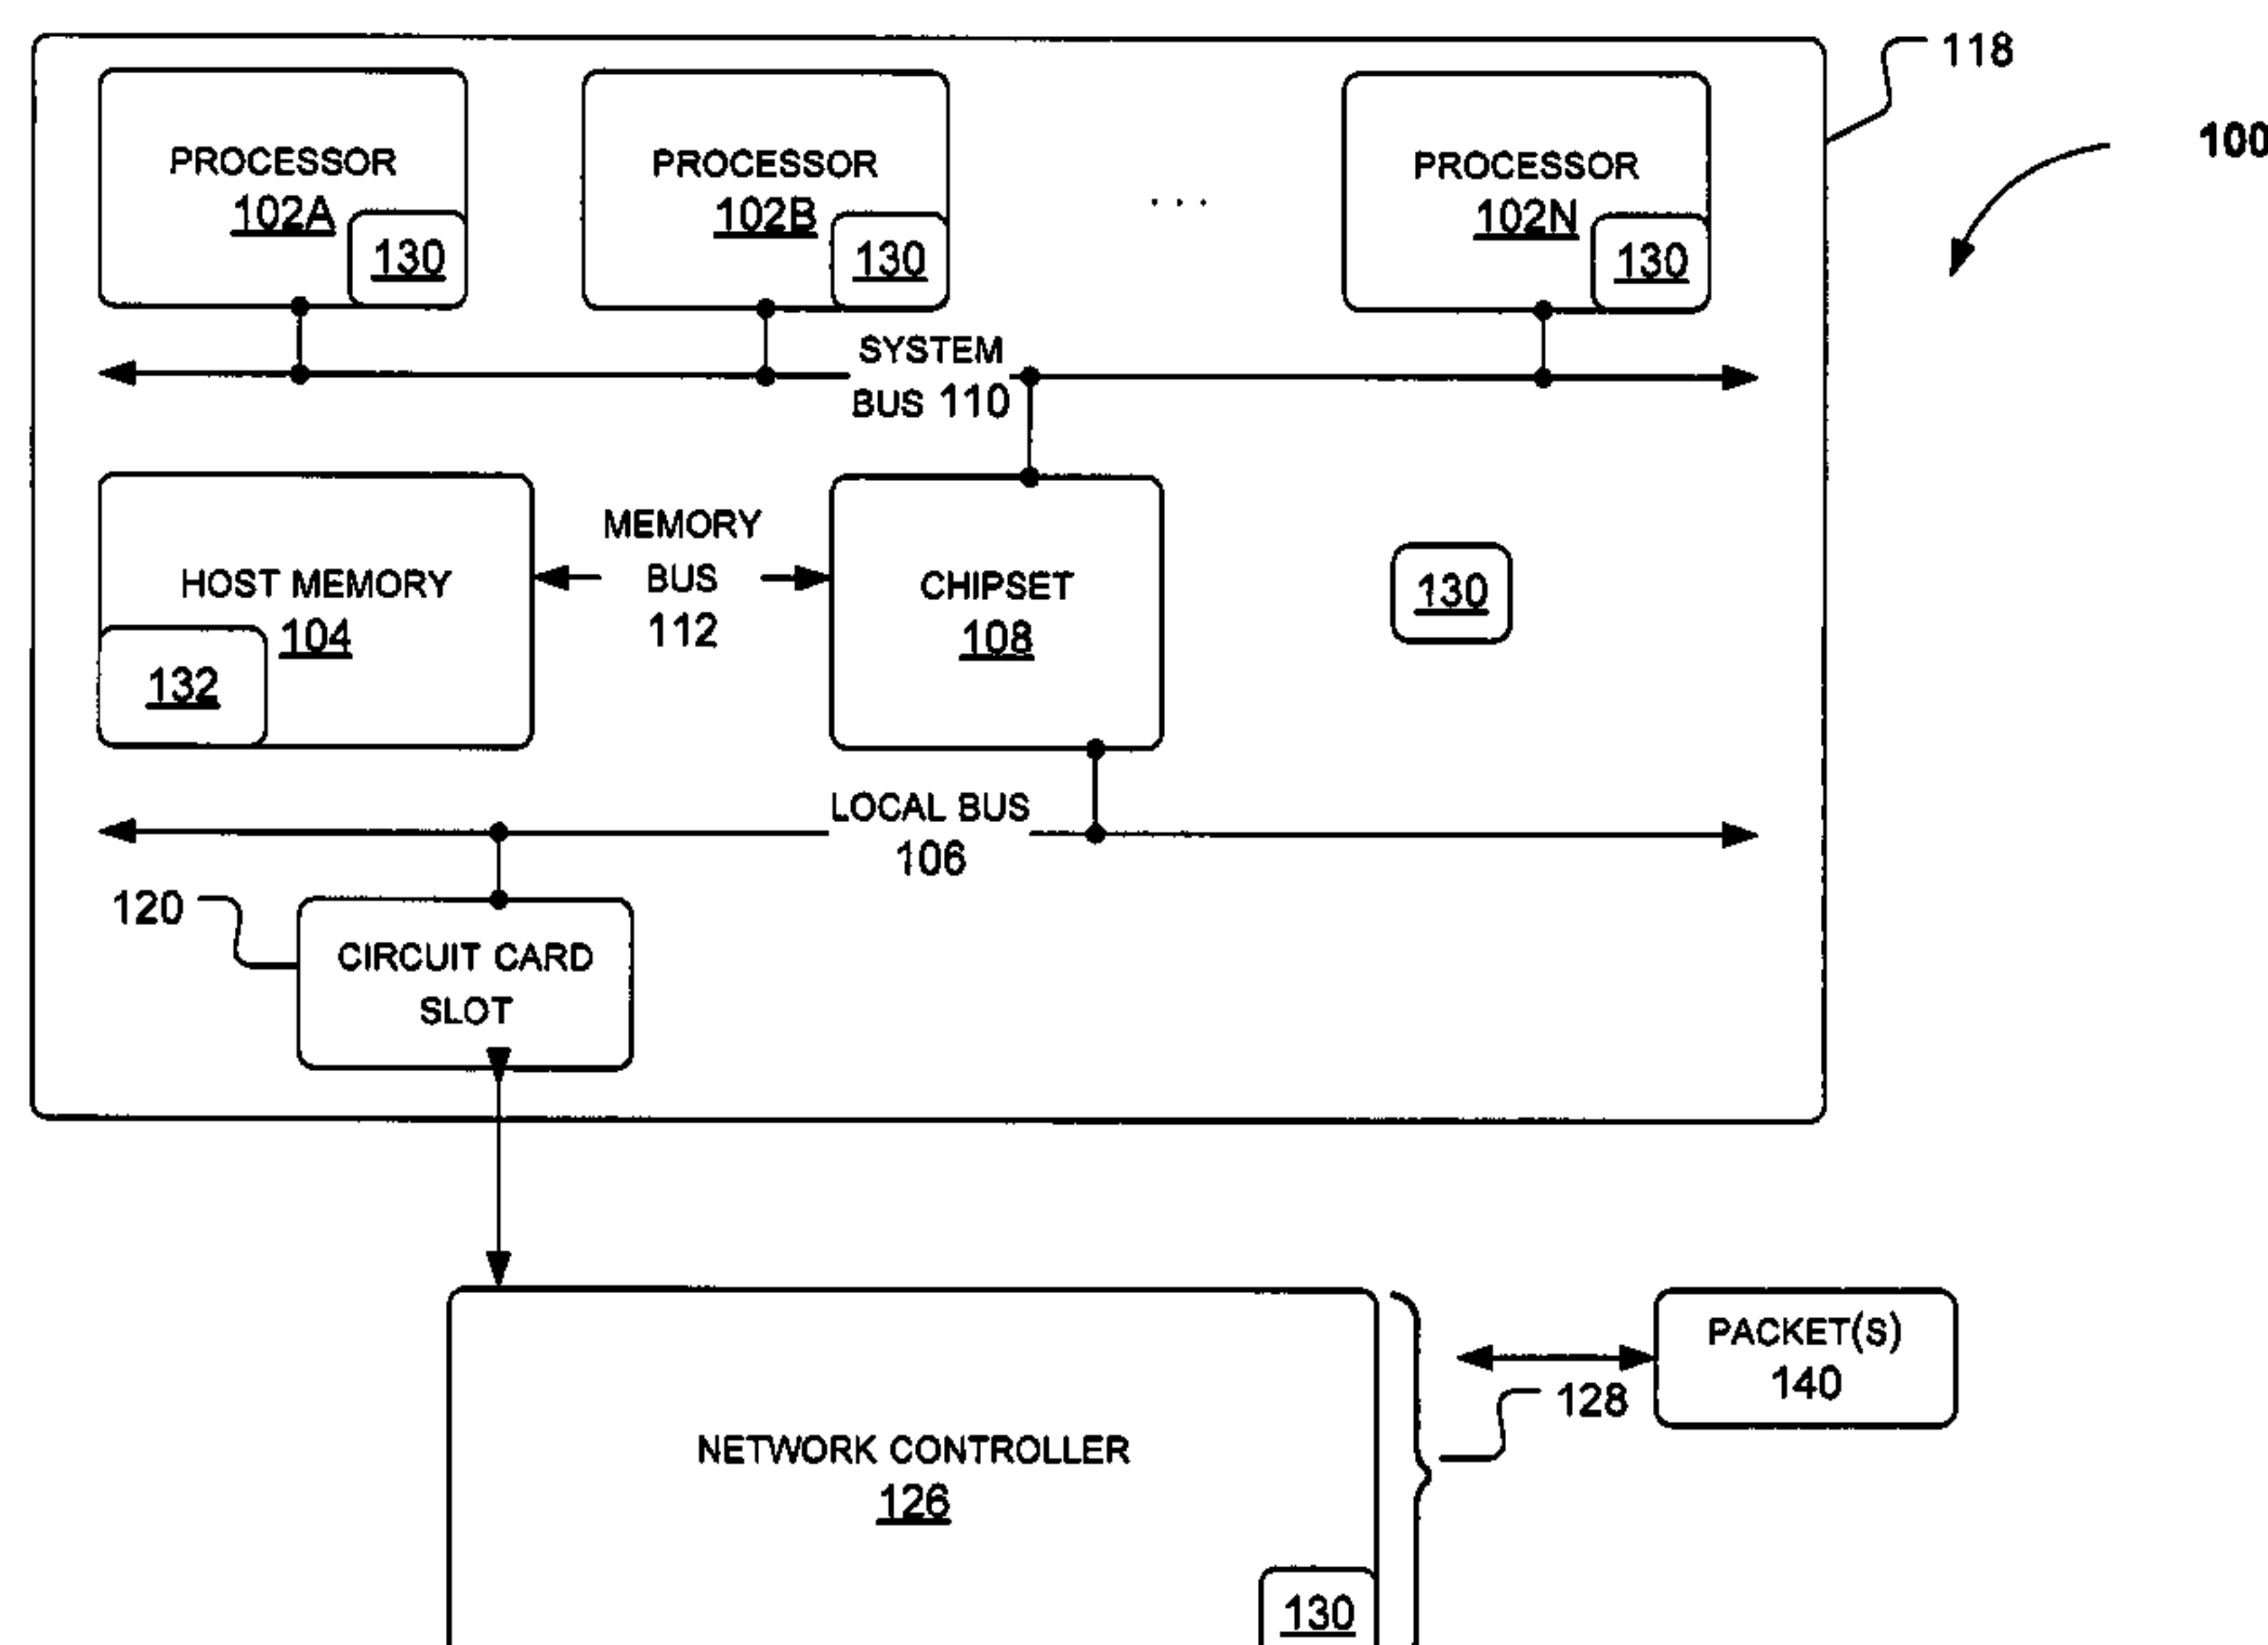 118
100
PROCESSOR
102A
130
PROCESSOR
102B
130
. . .
PROCESSOR
102N
130
SYSTEM
BUS 110
HOST MEMORY
104
132
MEMORY
BUS
112
CHIPSET
108
130
LOCAL BUS
106
120
CIRCUIT CARD
SLOT
NETWORK CONTROLLER
126
130
128
PACKET(S)
140